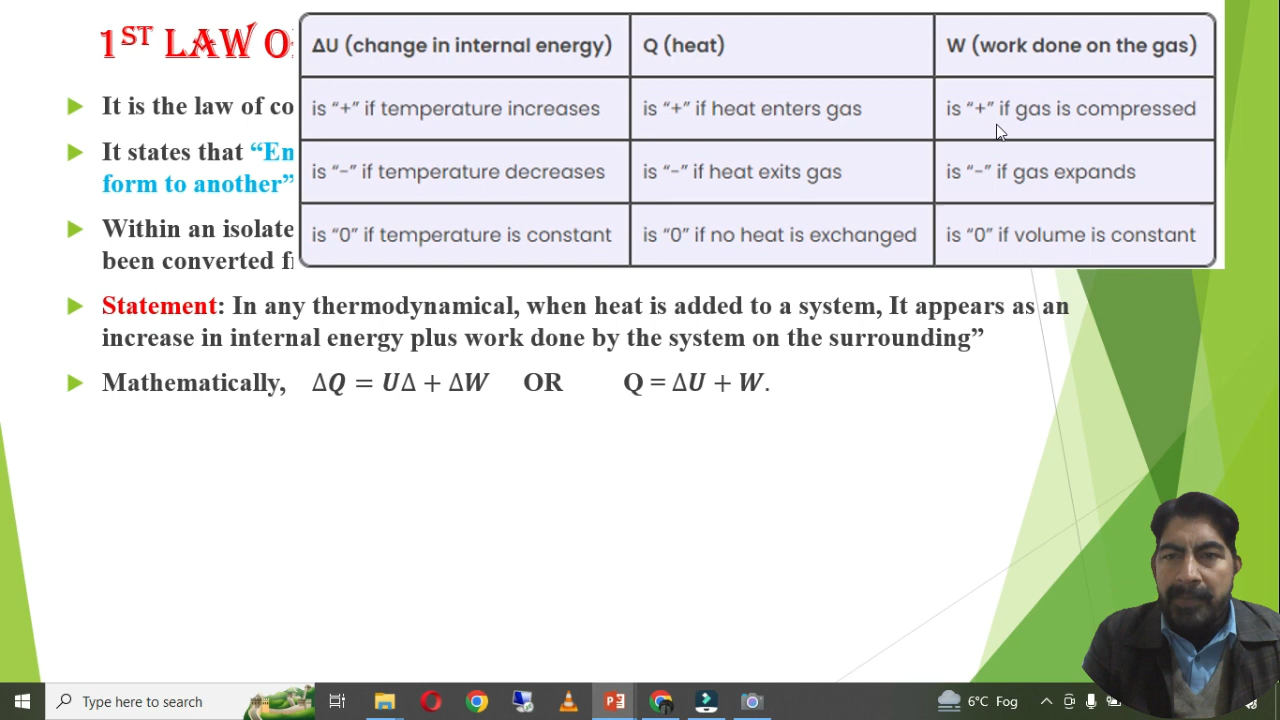 1ST LAW O
ΔU (change in internal energy) Q (heat) W (work done on the gas)
is “+” if temperature increases is “+” if heat enters gas is “+” if gas is compressed
is “-” if temperature decreases is “-” if heat exits gas is “-” if gas expands
is “0” if temperature is constant is “0” if no heat is exchanged is “0” if volume is constant
It is the law of co
It states that “En
form to another”
Within an isolate
been converted f
Statement: In any thermodynamical, when heat is added to a system, It appears as an
increase in internal energy plus work done by the system on the surrounding”
Mathematically, ΔQ = UΔ + ΔW OR Q = ΔU + W.
Type here to search
6°C Fog